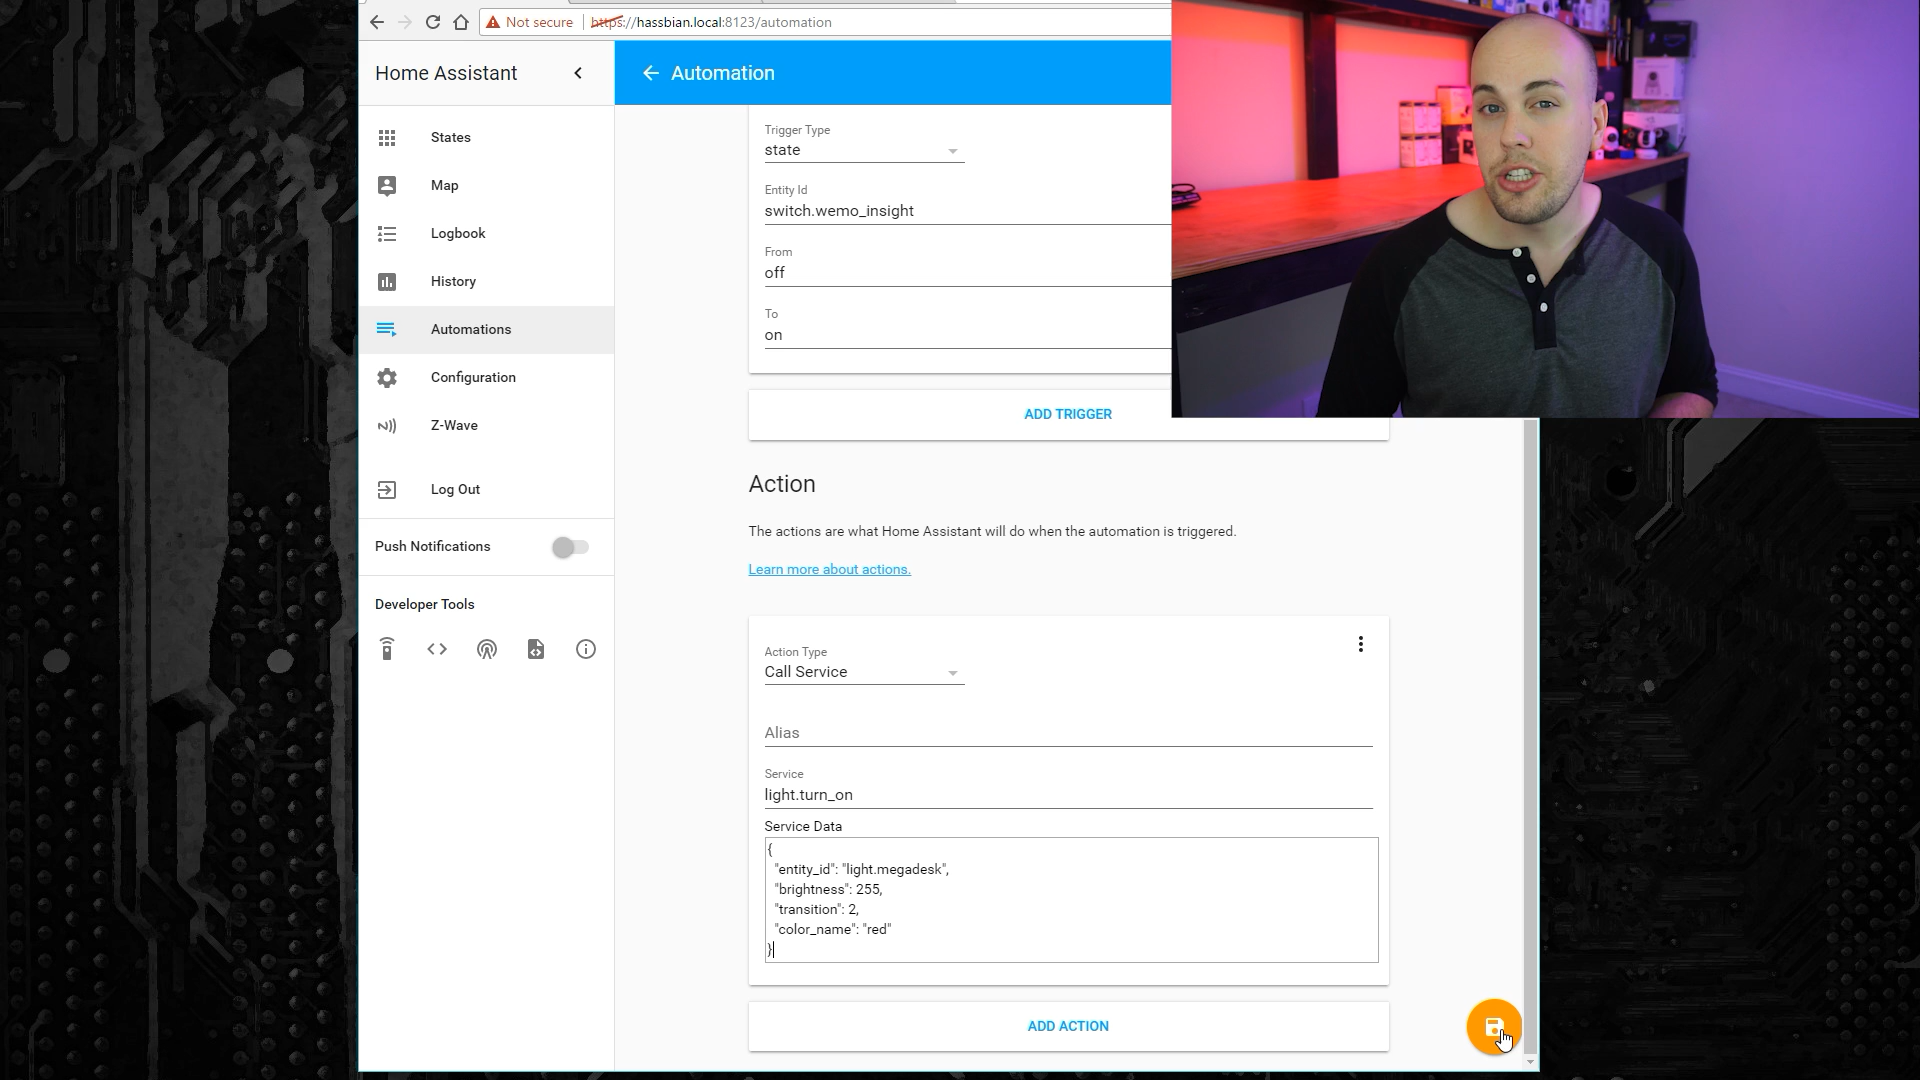 Not secure | https://hassbian.local:8123/automation
Home Assistant
Automation
States
Map
Logbook
History
Automations
Configuration
Z-Wave
Log Out
Push Notifications
Developer Tools
Trigger Type
state
Entity Id
switch.wemo_insight
From
off
To
on
ADD TRIGGER
Action
The actions are what Home Assistant will do when the automation is triggered.
Learn more about actions.
Action Type
Call Service
Alias
Service
light.turn_on
Service Data
{
"entity_id": "light.megadesk",
"brightness": 255,
"transition": 2,
"color_name": "red"
}
ADD ACTION